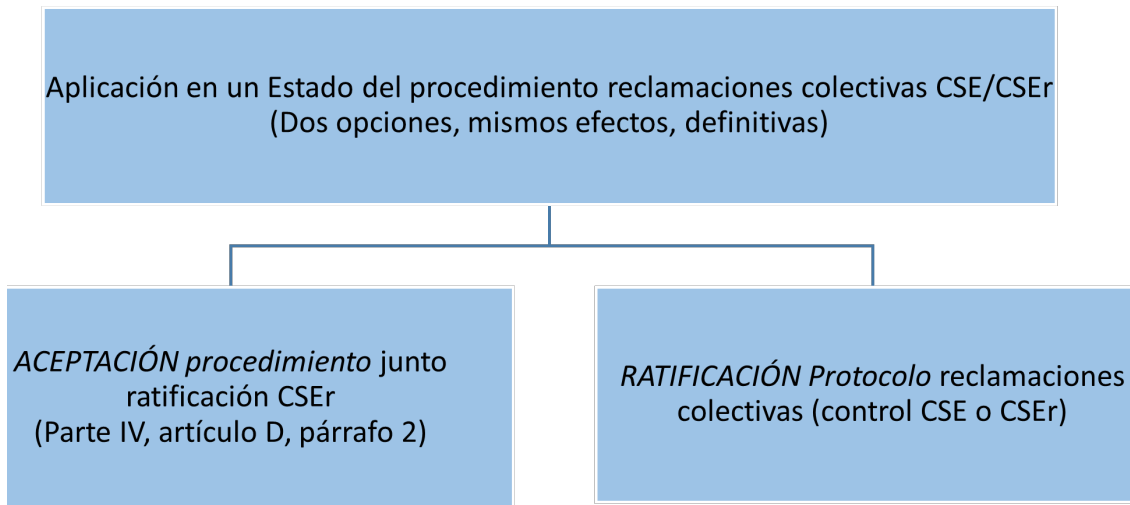 Aplicación en un Estado del procedimiento reclamaciones colectivas CSE/CSEr
(Dos opciones, mismos efectos, definitivas)
ACEPTACIÓN procedimiento junto
ratificación CSEr
(Parte IV, artículo D, párrafo 2)
RATIFICACIÓN Protocolo reclamaciones
colectivas (control CSE o CSEr)